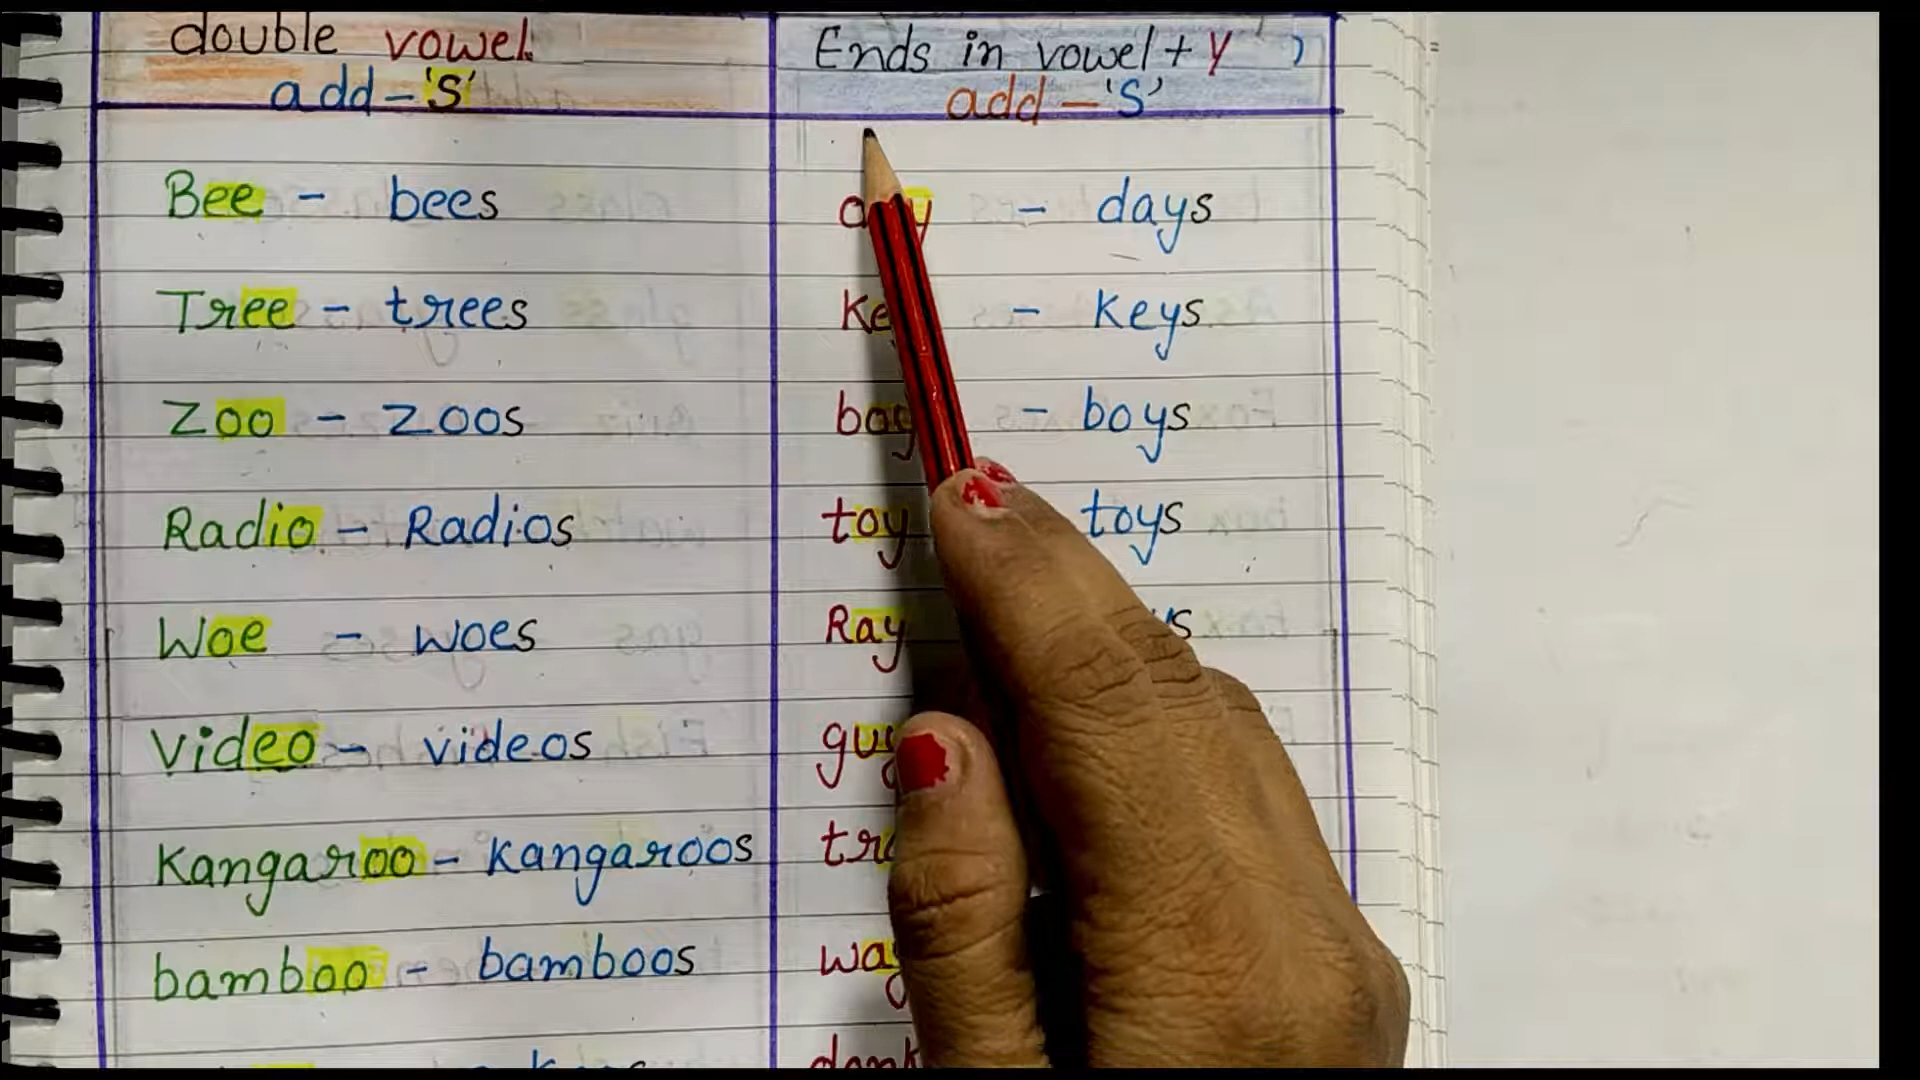 double vowel
add - 's'
Bee - bees
Tree - trees
Zoo - zoos
Radio - Radios
Woe - woes
video - videos
Kangaroo - kangaroos
bamboo - bamboos
Ends in vowel + y
add - 'S'
- days
- keys
- boys
toy toys
Ray